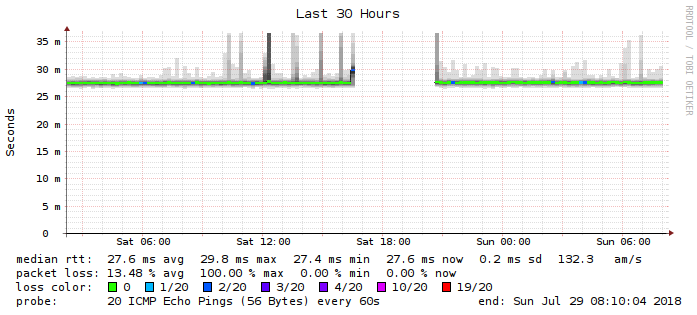 Last 30 Hours
RRDTOOL / TOBI OETIKER
Seconds
35 m
30 m
25 m
20 m
15 m
10 m
5 m
0
Sat 06:00 Sat 12:00 Sat 18:00 Sun 00:00 Sun 06:00
median rtt: 27.6 ms avg 29.8 ms max 27.4 ms min 27.6 ms now 0.2 ms sd 132.3 am/s
packet loss: 13.48 % avg 100.00 % max 0.00 % min 0.00 % now
loss color: 0 1/20 2/20 3/20 4/20 10/20 19/20
probe: 20 ICMP Echo Pings (56 Bytes) every 60s end: Sun Jul 29 08:10:04 2018